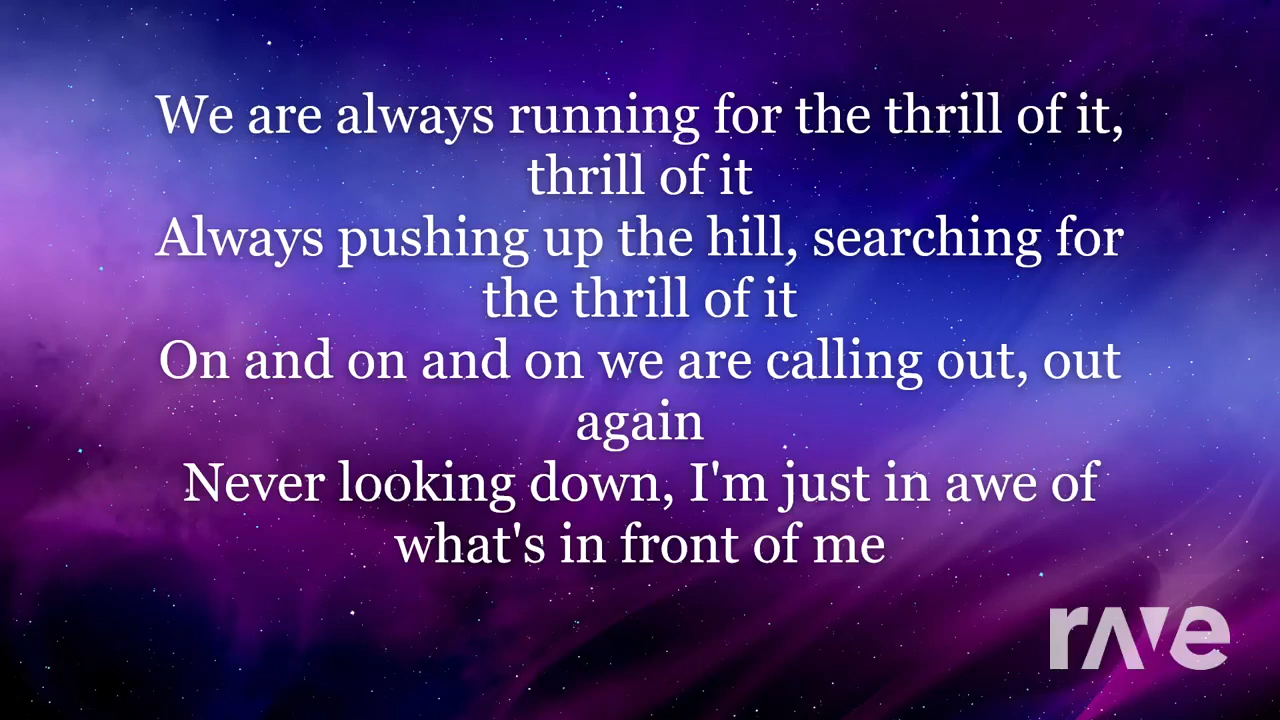 We are always running for the thrill of it,
thrill of it
Always pushing up the hill, searching for
the thrill of it
On and on and on we are calling out, out
again
Never looking down, I'm just in awe of
what's in front of me
rave